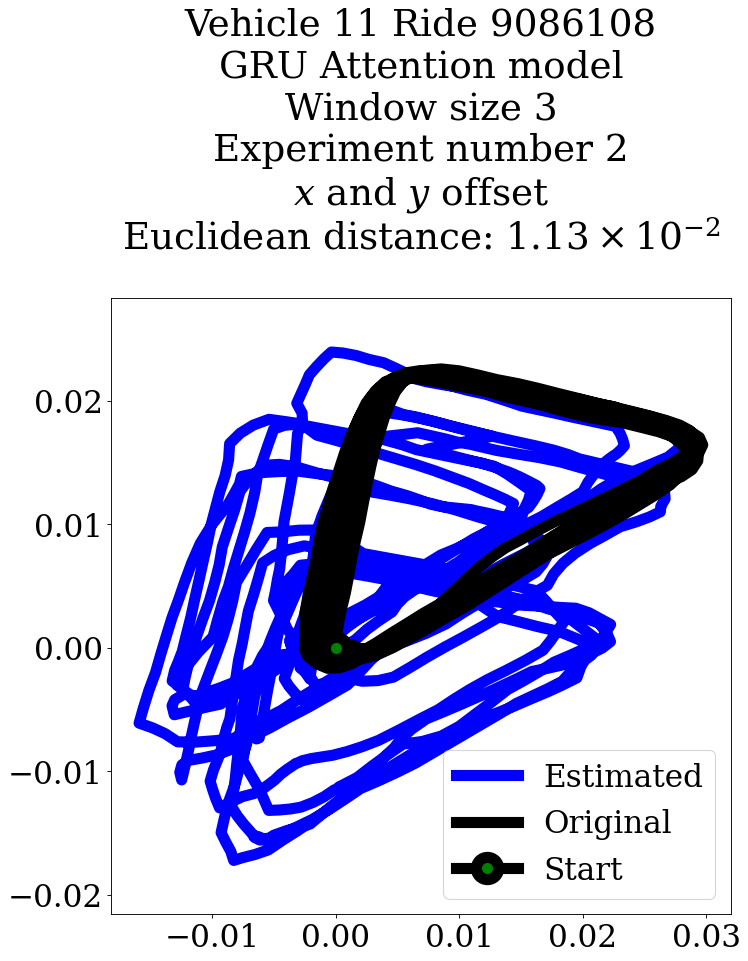 Vehicle 11 Ride 9086108
GRU Attention model
Window size 3
Experiment number 2
x and y offset
Euclidean distance: 1.13 × 10⁻²
0.02
0.01
0.00
−0.01
−0.02
Estimated
Original
Start
−0.01 0.00 0.01 0.02 0.03